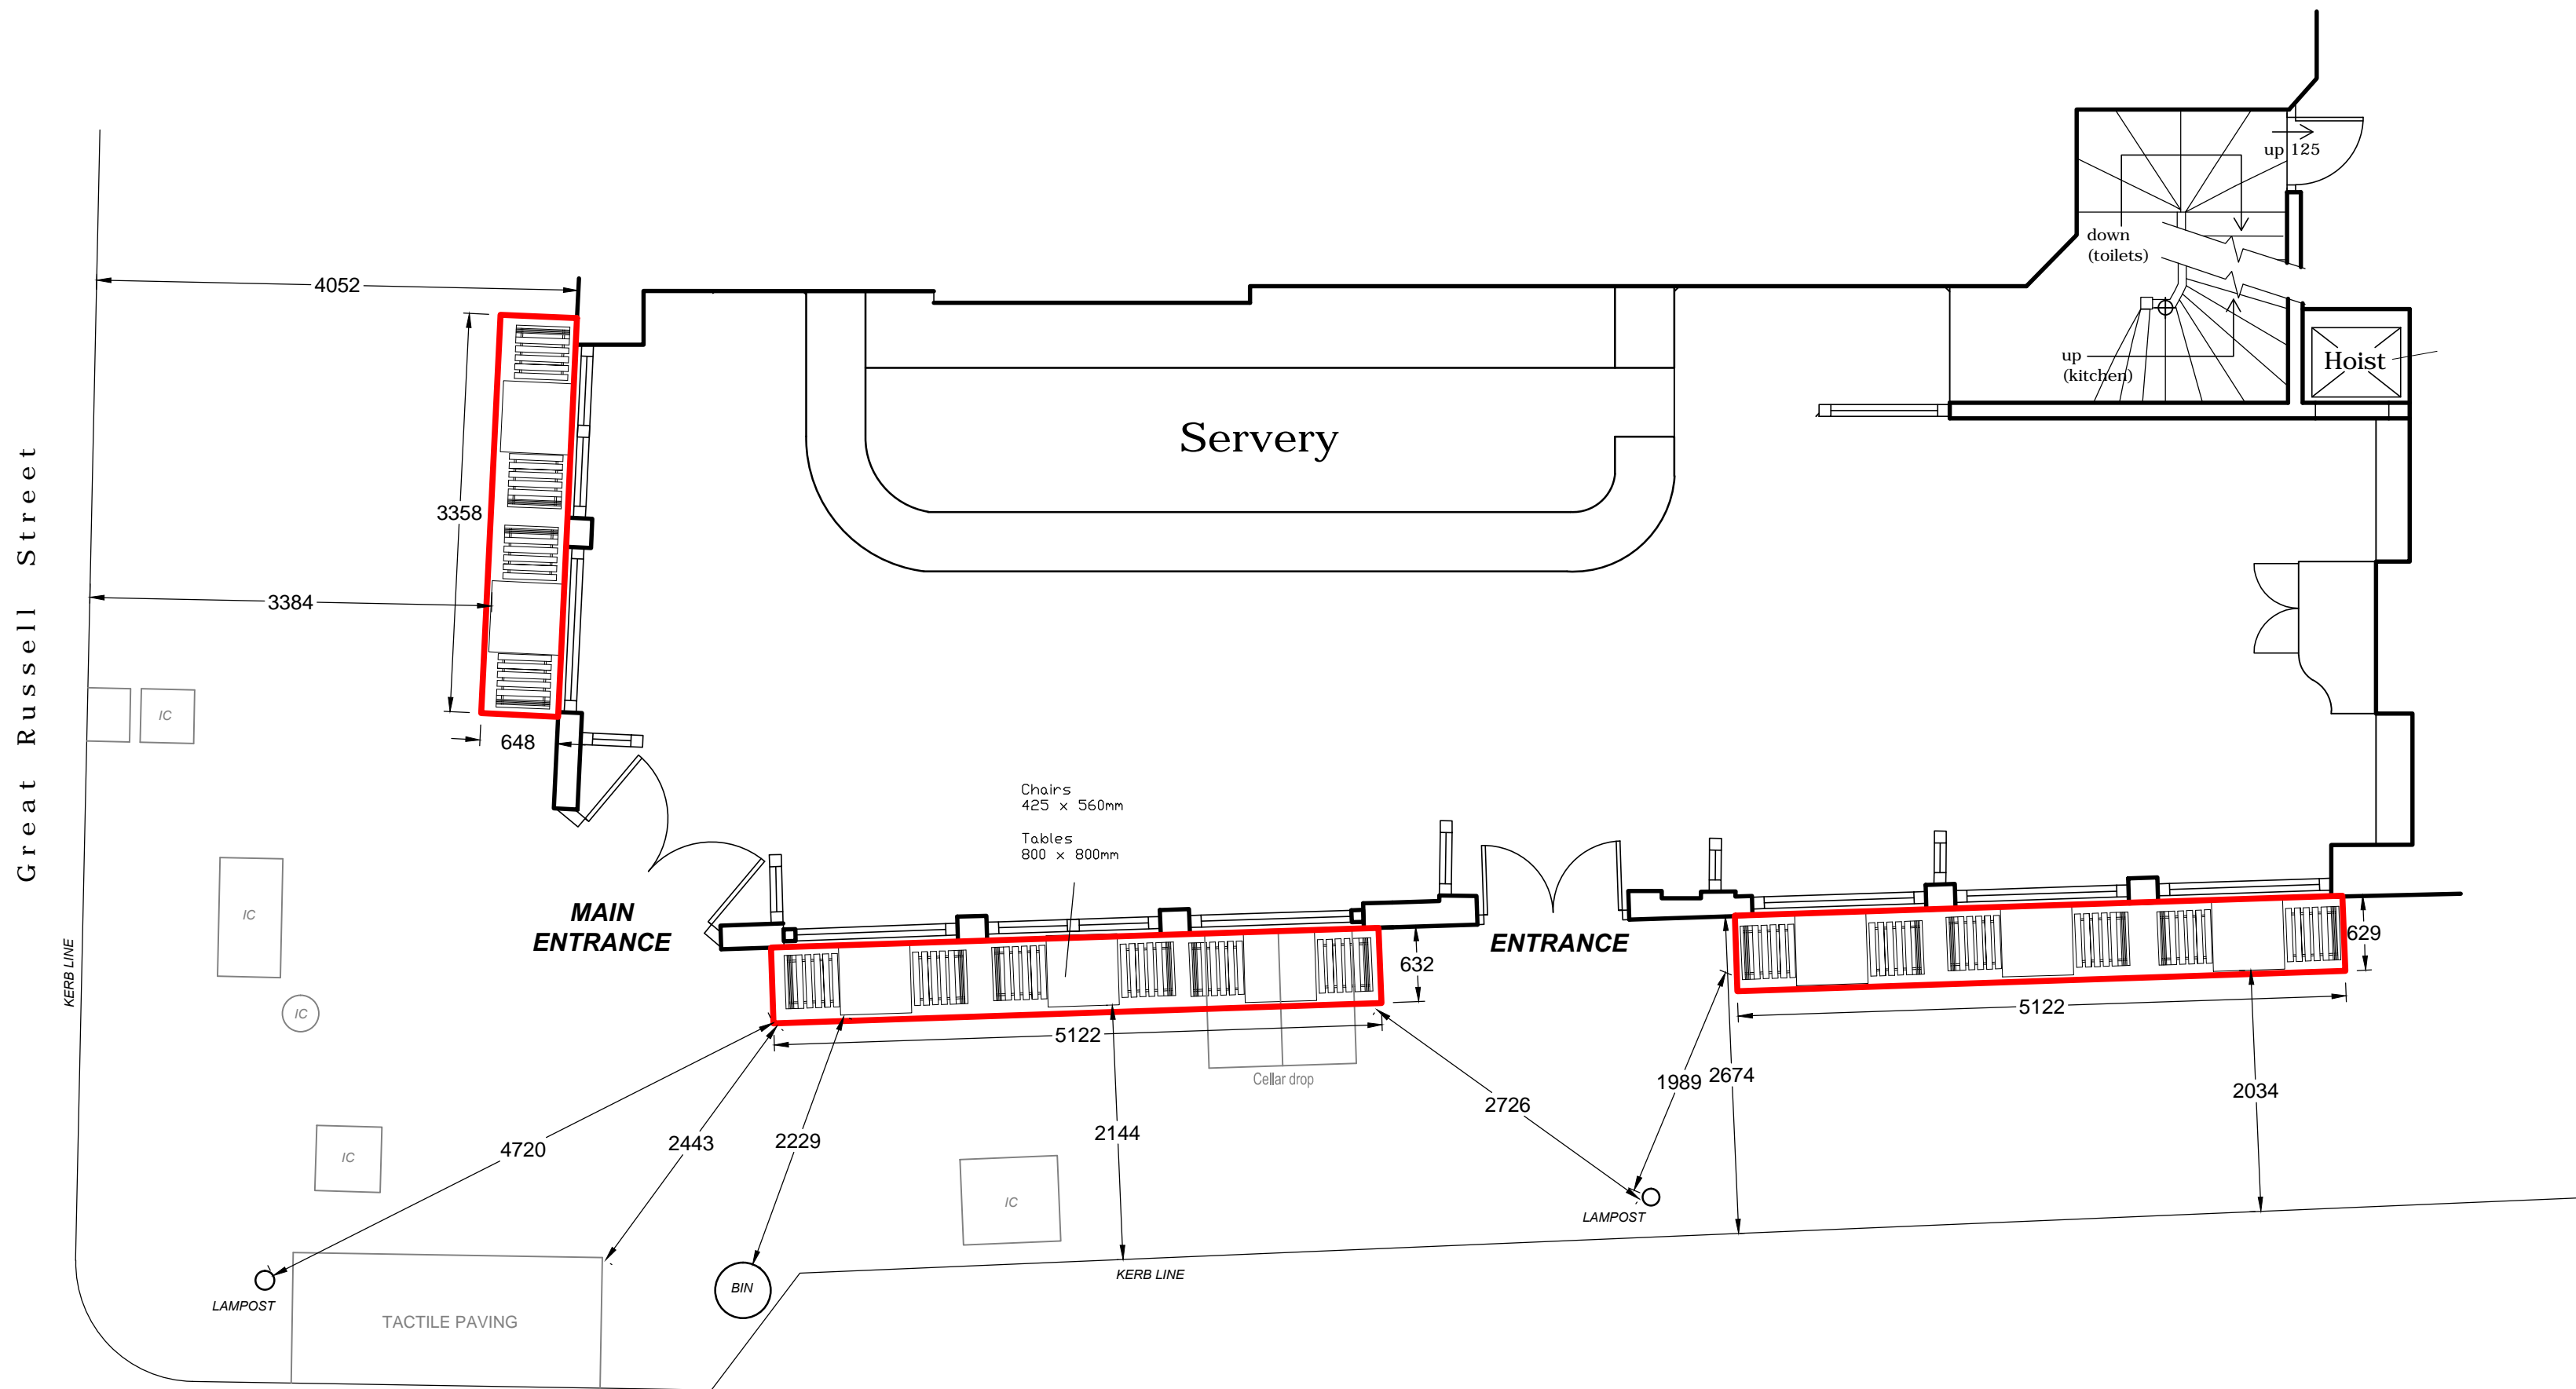 up 125
down
(toilets)
4052
up
(kitchen)
Hoist
Servery
3358
Great Russell Street
3384
IC
648
Chairs
425 x 560mm
Tables
800 x 800mm
MAIN
ENTRANCE
ENTRANCE
IC
KERB LINE
632
629
IC
5122
5122
Cellar drop
1989
2674
2034
2726
4720
2443
2229
2144
IC
IC
LAMPOST
LAMPOST
BIN
KERB LINE
TACTILE PAVING